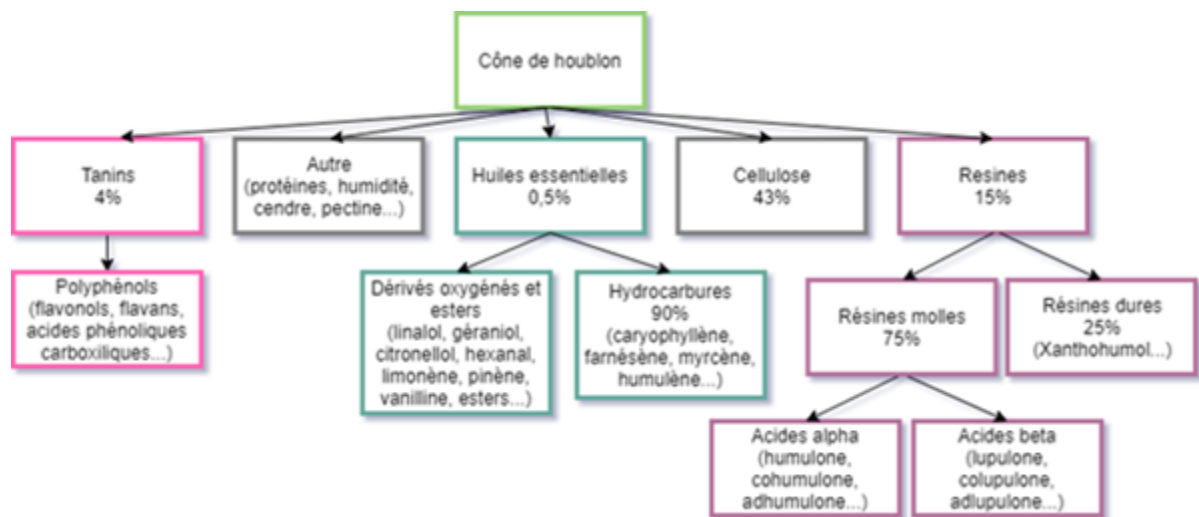 Cône de houblon
Tanins
4%
Autre
(protéines, humidité,
cendre, pectine...)
Huiles essentielles
0,5%
Cellulose
43%
Resines
15%
Polyphénols
(flavonols, flavans,
acides phénoliques
carboxiliques...)
Dérivés oxygénés et
esters
(linalol, géraniol,
citronellol, hexanal,
limonène, pinène,
vanilline, esters...)
Hydrocarbures
90%
(caryophyllène,
farnésène, myrcène,
humulène...)
Résines molles
75%
Résines dures
25%
(Xanthohumol...)
Acides alpha
(humulone,
cohumulone,
adhumulone...)
Acides beta
(lupulone,
colupulone,
adlupulone...)